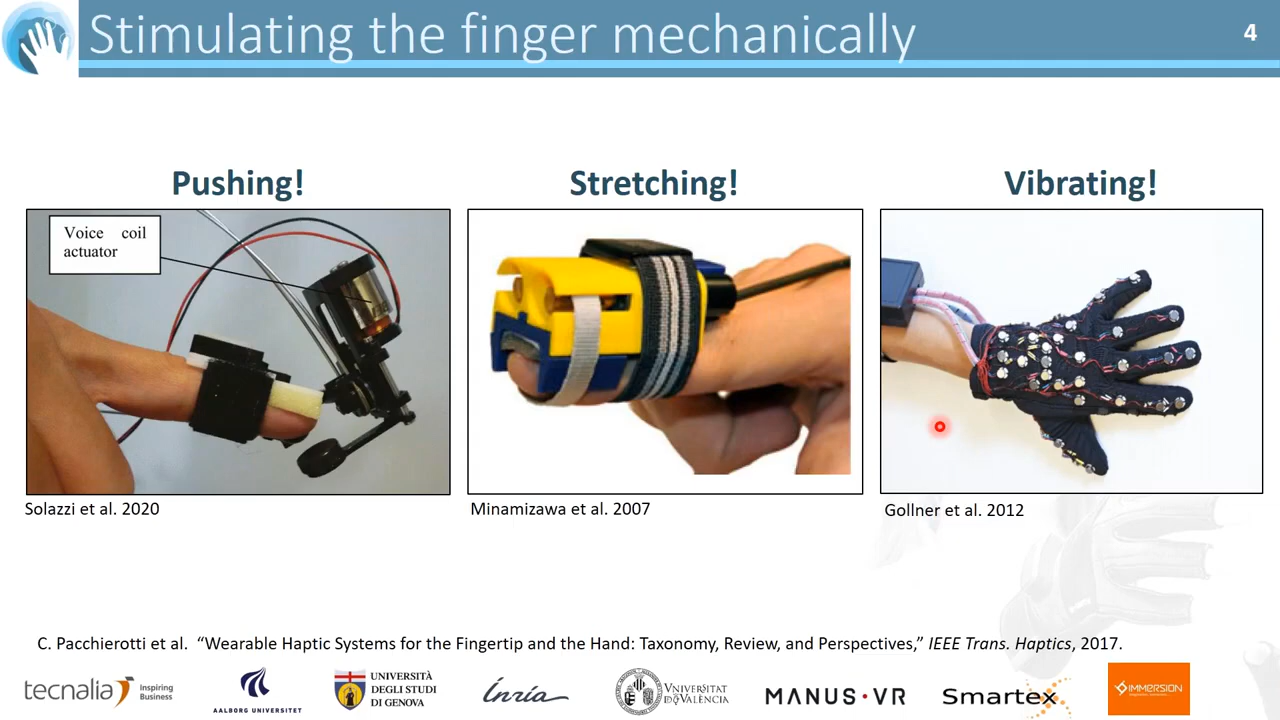 Stimulating the finger mechanically
4
Pushing!
Stretching!
Vibrating!
Voice coil
actuator
Solazzi et al. 2020
Minamizawa et al. 2007
Gollner et al. 2012
C. Pacchierotti et al. “Wearable Haptic Systems for the Fingertip and the Hand: Taxonomy, Review, and Perspectives,” IEEE Trans. Haptics, 2017.
tecnalia Inspiring
Business
AALBORG UNIVERSITET
UNIVERSITÀ
DEGLI STUDI
DI GENOVA
Inria
VNIVERSITAT
D VALÈNCIA
MANUS·VR
Smartex
IMMERSION